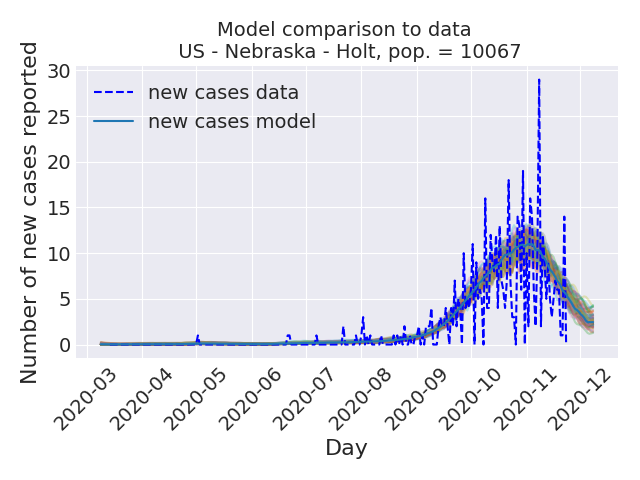 Model comparison to data
US - Nebraska - Holt, pop. = 10067
Number of new cases reported
30
25
20
15
10
5
0
new cases data
new cases model
2020-03
2020-04
2020-05
2020-06
2020-07
2020-08
2020-09
2020-10
2020-11
2020-12
Day